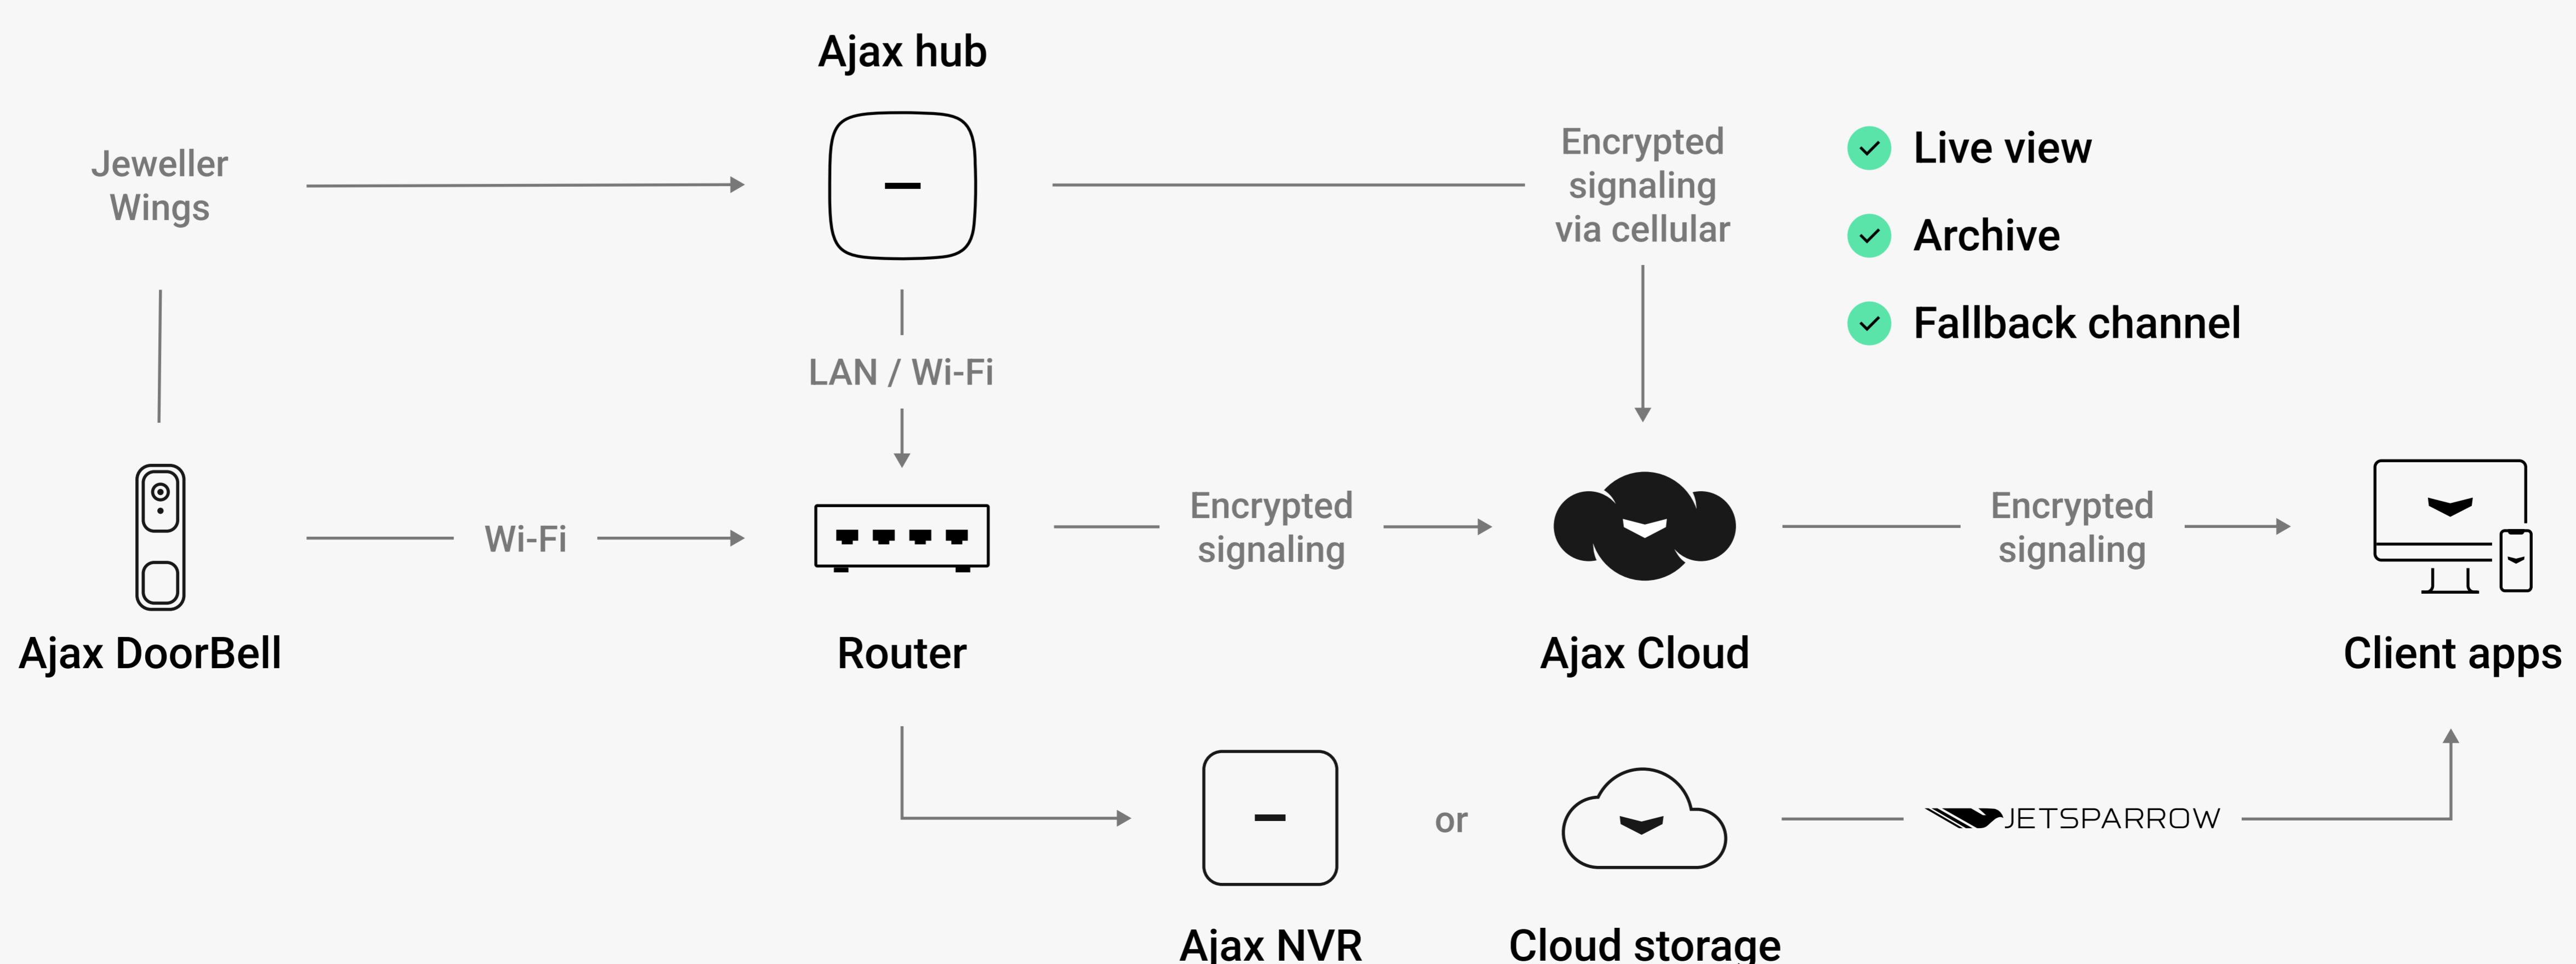 Ajax hub
Jeweller
Wings
Encrypted
signaling
via cellular
Live view
Archive
Fallback channel
LAN / Wi-Fi
Wi-Fi
Encrypted
signaling
Encrypted
signaling
Ajax DoorBell
Router
Ajax Cloud
Client apps
or
JETSPARROW
Ajax NVR
Cloud storage